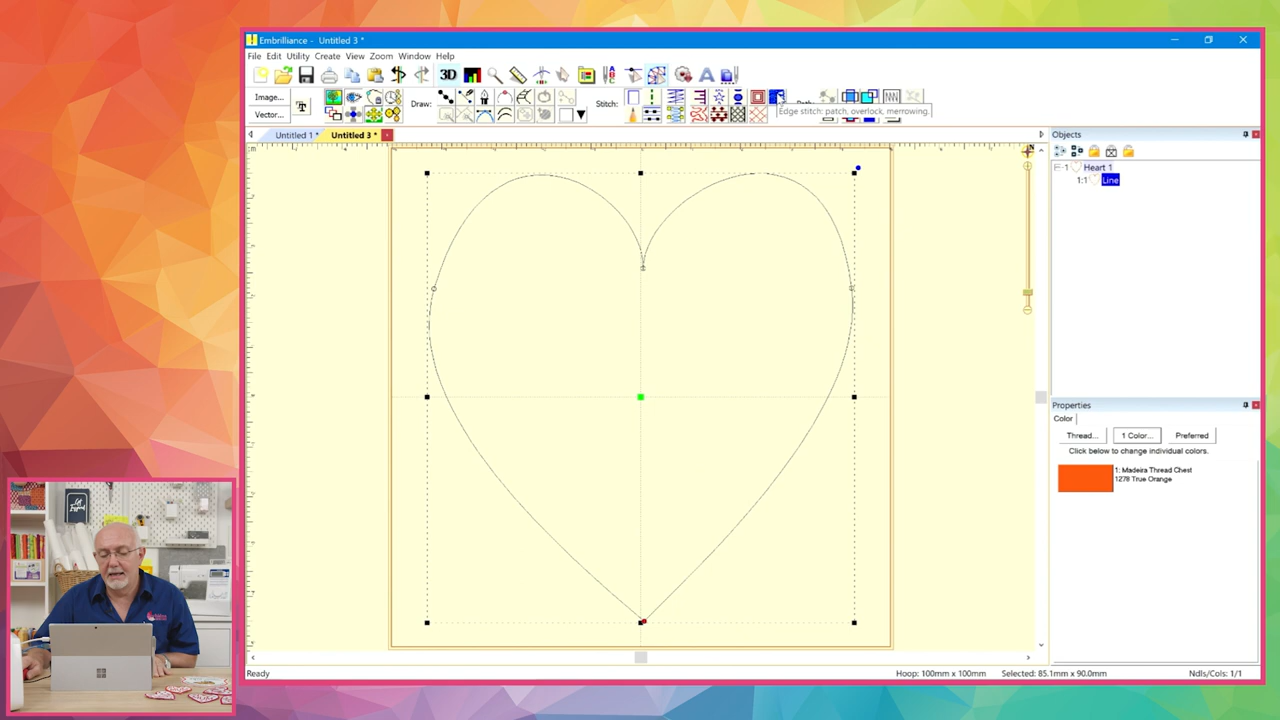 Embrilliance - Untitled 3 *
File Edit Utility Create View Zoom Window Help
3D
Image...
Draw:
Stitch:
Vector...
Edge stitch: patch, overlock, merrowing.
Untitled 1 *
Untitled 3 *
Objects
1 Heart 1
1:1 Line
Properties
Color
Thread... 1 Color... Preferred
Click below to change individual colors.
1: Madeira Thread Chest
1278 True Orange
Ready
Hoop: 100mm x 100mm
Selected: 85.1mm x 90.0mm
Ndls/Cols: 1/1